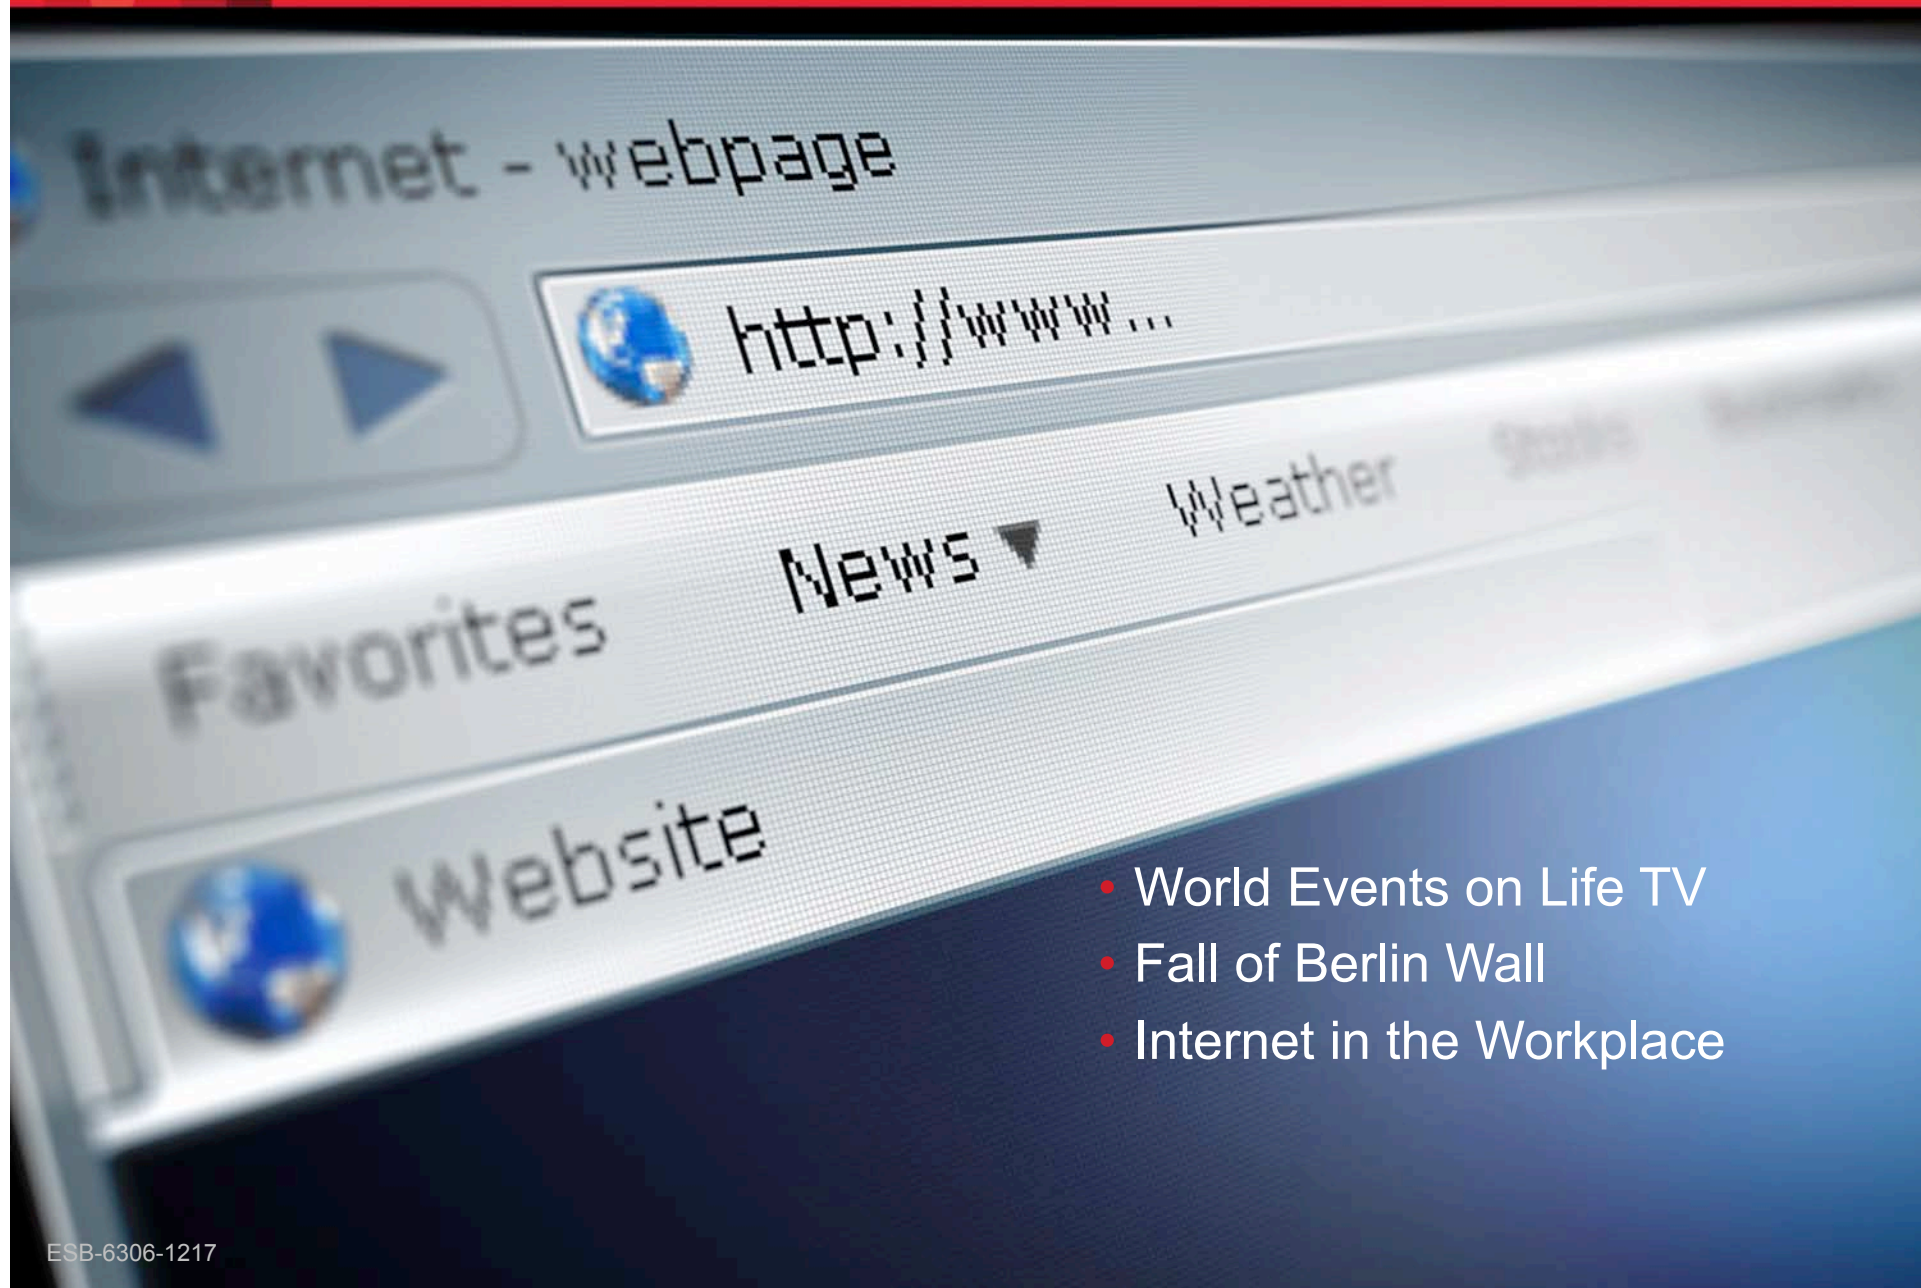 Internet - webpage
http://www...
Favorites News Weather
Website
• World Events on Life TV
• Fall of Berlin Wall
• Internet in the Workplace
ESB-6306-1217